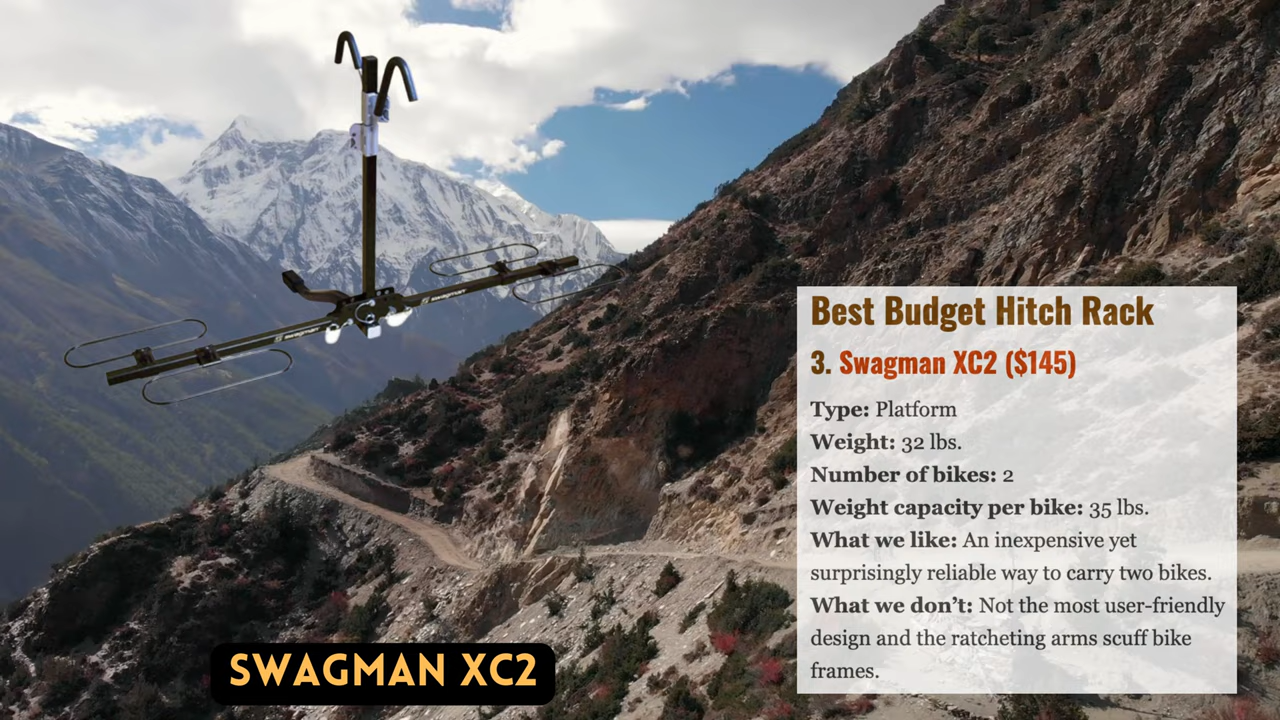 swagman
swagman
Best Budget Hitch Rack
3. Swagman XC2 ($145)
Type: Platform
Weight: 32 lbs.
Number of bikes: 2
Weight capacity per bike: 35 lbs.
What we like: An inexpensive yet
surprisingly reliable way to carry two bikes.
What we don’t: Not the most user-friendly
design and the ratcheting arms scuff bike
frames.
SWAGMAN XC2